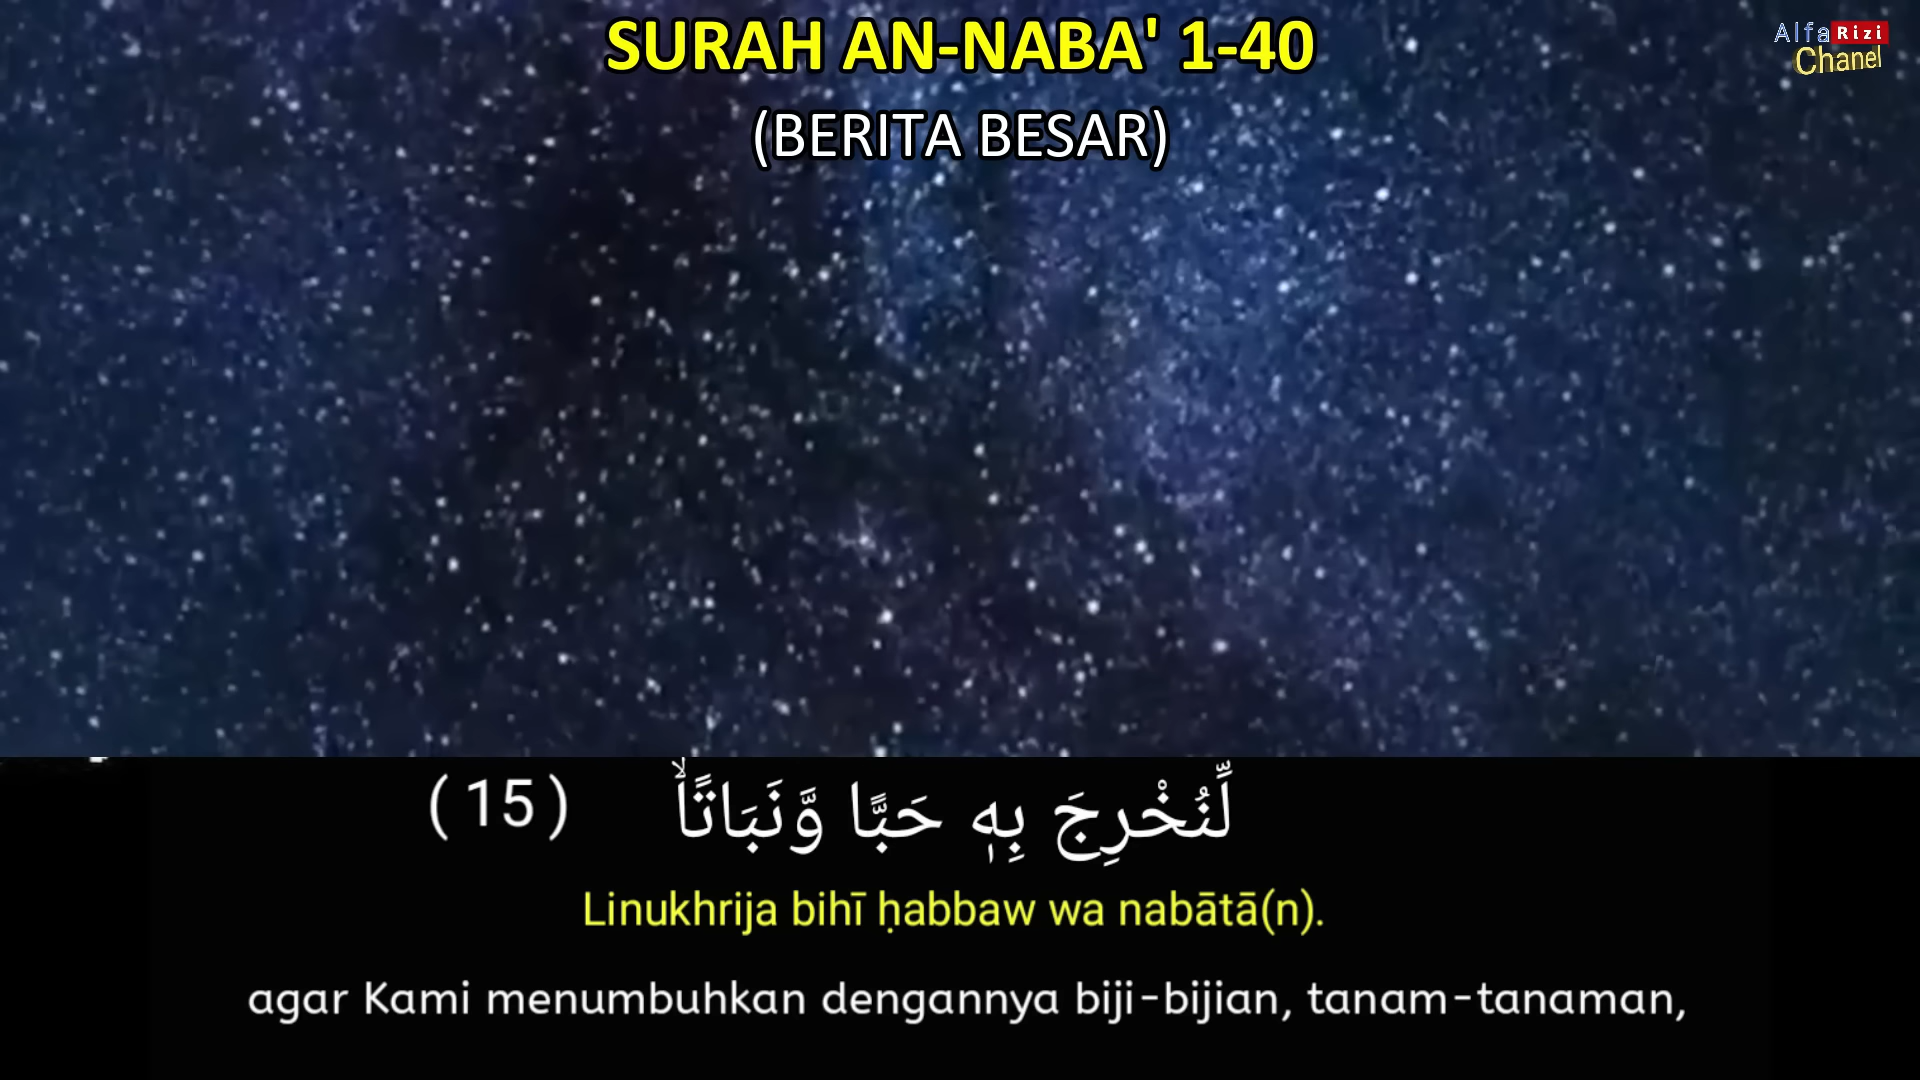 SURAH AN-NABA' 1-40
(BERITA BESAR)
Alfa Rizi
Chanel
لِّنُخْرِجَ بِهٖ حَبًّا وَّنَبَاتًاۙ (15)
Linukhrija bihī ḥabbaw wa nabātā(n).
agar Kami menumbuhkan dengannya biji-bijian, tanam-tanaman,